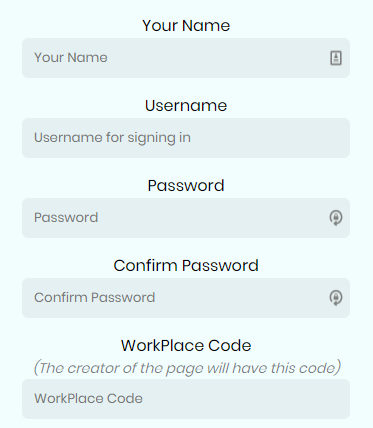 Your Name
Your Name
Username
Username for signing in
Password
Password
Confirm Password
Confirm Password
WorkPlace Code
(The creator of the page will have this code)
WorkPlace Code